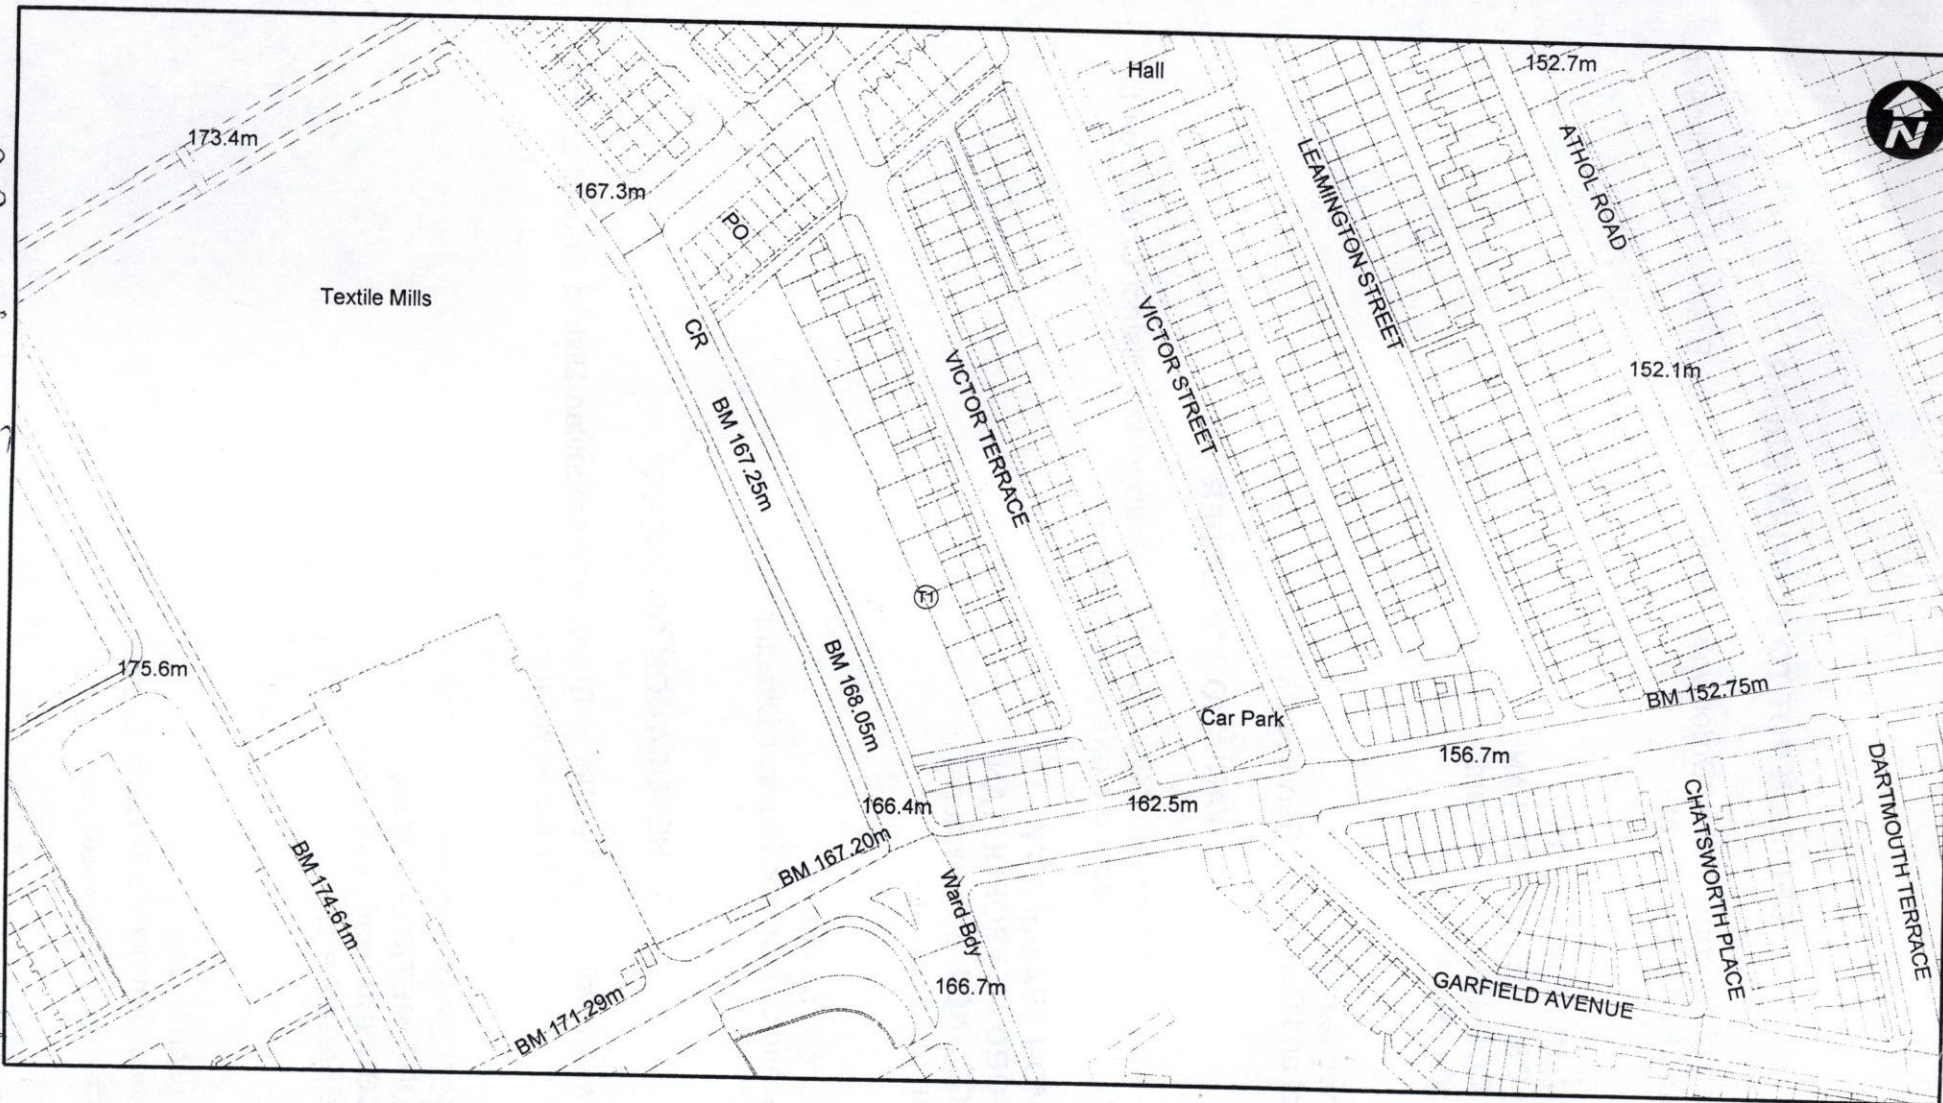 Hall
152.7m
N
173.4m
167.3m
PO
LEAMINGTON STREET
ATHOL ROAD
Textile Mills
CR
VICTOR STREET
VICTOR TERRACE
152.1m
BM 167.25m
T1
175.6m
BM 168.05m
Car Park
BM 152.75m
156.7m
166.4m
162.5m
CHATSWORTH PLACE
DARTMOUTH TERRACE
BM 167.20m
BM 174.61m
Ward Bdy
166.7m
GARFIELD AVENUE
BM 171.29m